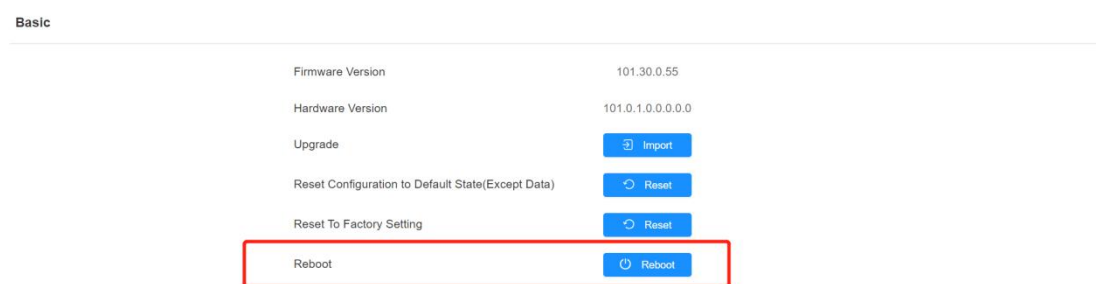 Basic
Firmware Version 101.30.0.55
Hardware Version 101.0.1.0.0.0.0.0
Upgrade Import
Reset Configuration to Default State(Except Data) Reset
Reset To Factory Setting Reset
Reboot Reboot